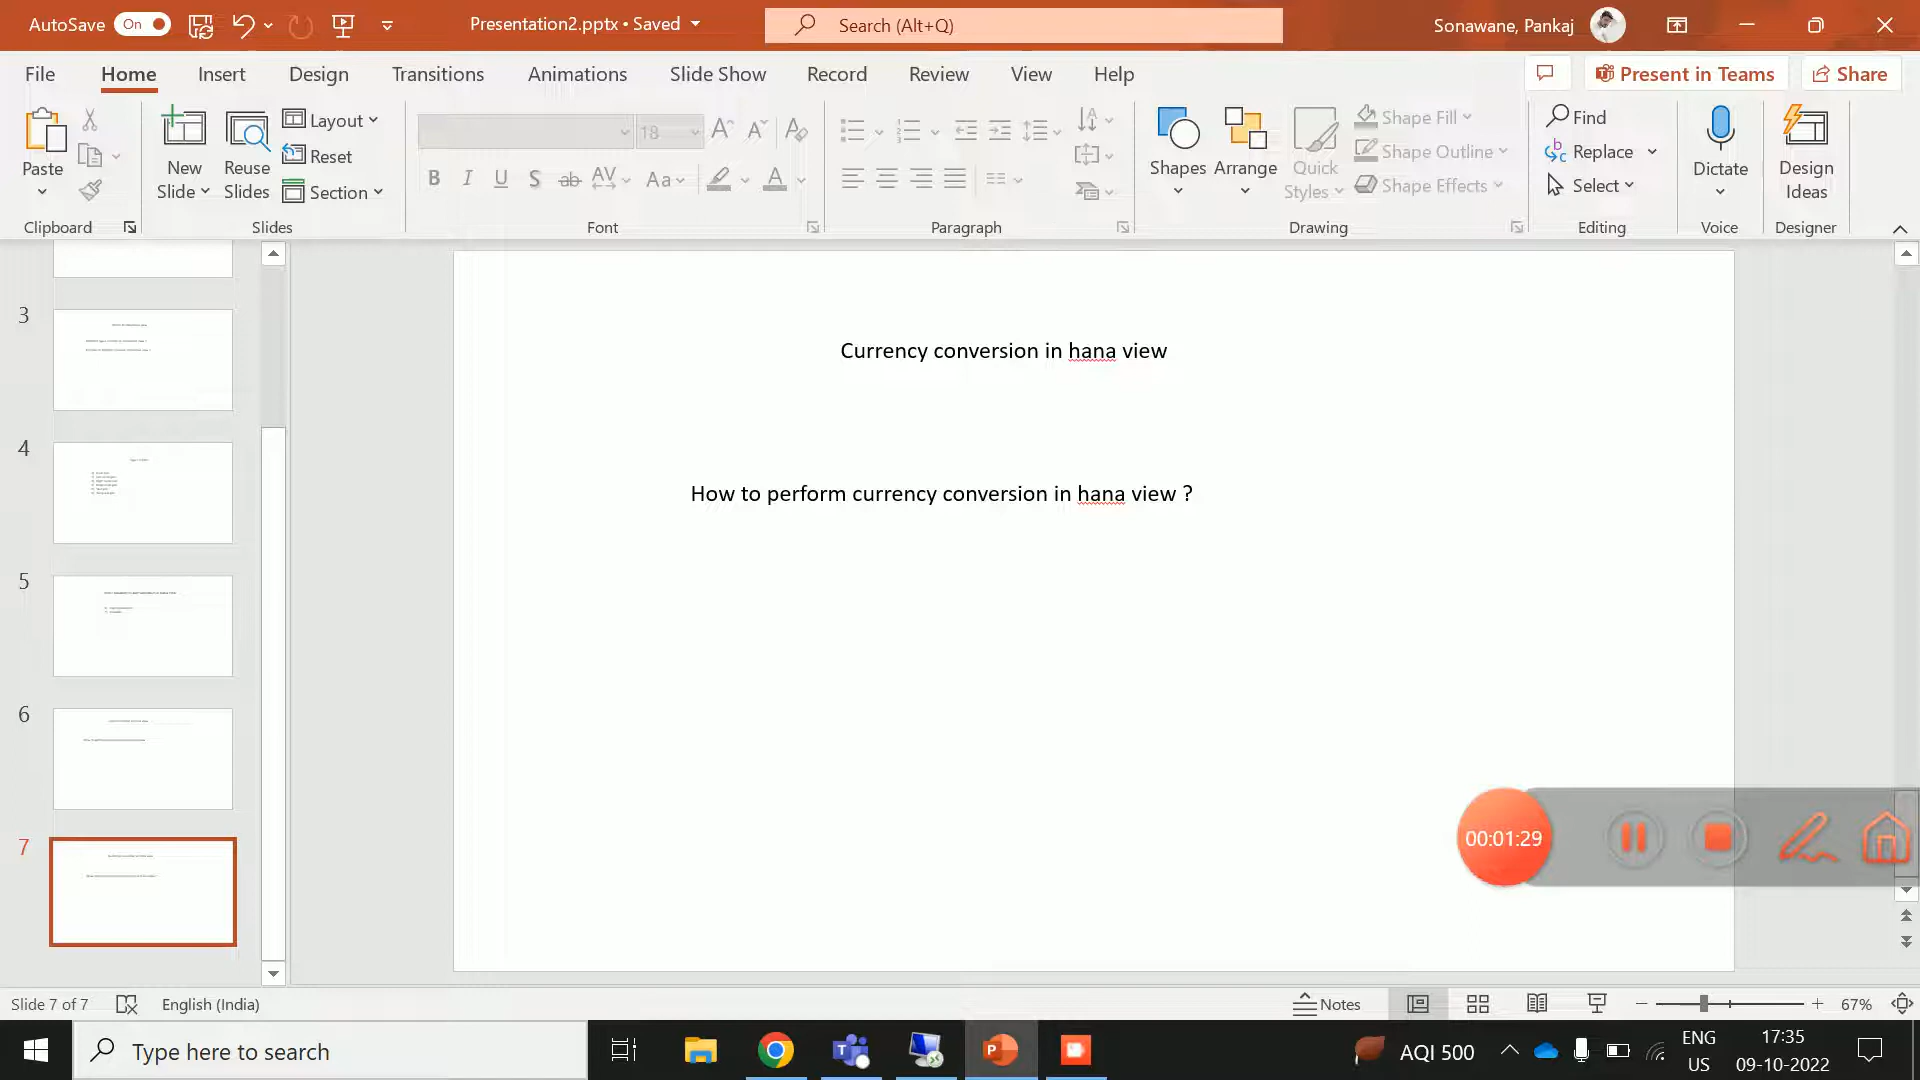 AutoSave On Presentation2.pptx • Saved Search (Alt+Q) Sonawane, Pankaj
File Home Insert Design Transitions Animations Slide Show Record Review View Help Present in Teams Share
Paste
New Slide
Reuse Slides
Layout
Reset
Section
18
B I U S ab AV Aa A
Shapes Arrange Quick Styles
Shape Fill
Shape Outline
Shape Effects
Find
Replace
Select
Dictate
Design Ideas
Clipboard Slides Font Paragraph Drawing Editing Voice Designer
3
4
5
6
7
Currency conversion in hana view
How to perform currency conversion in hana view ?
00:01:29
Slide 7 of 7 English (India) Notes 67%
Type here to search AQI 500 ENG US 17:35 09-10-2022